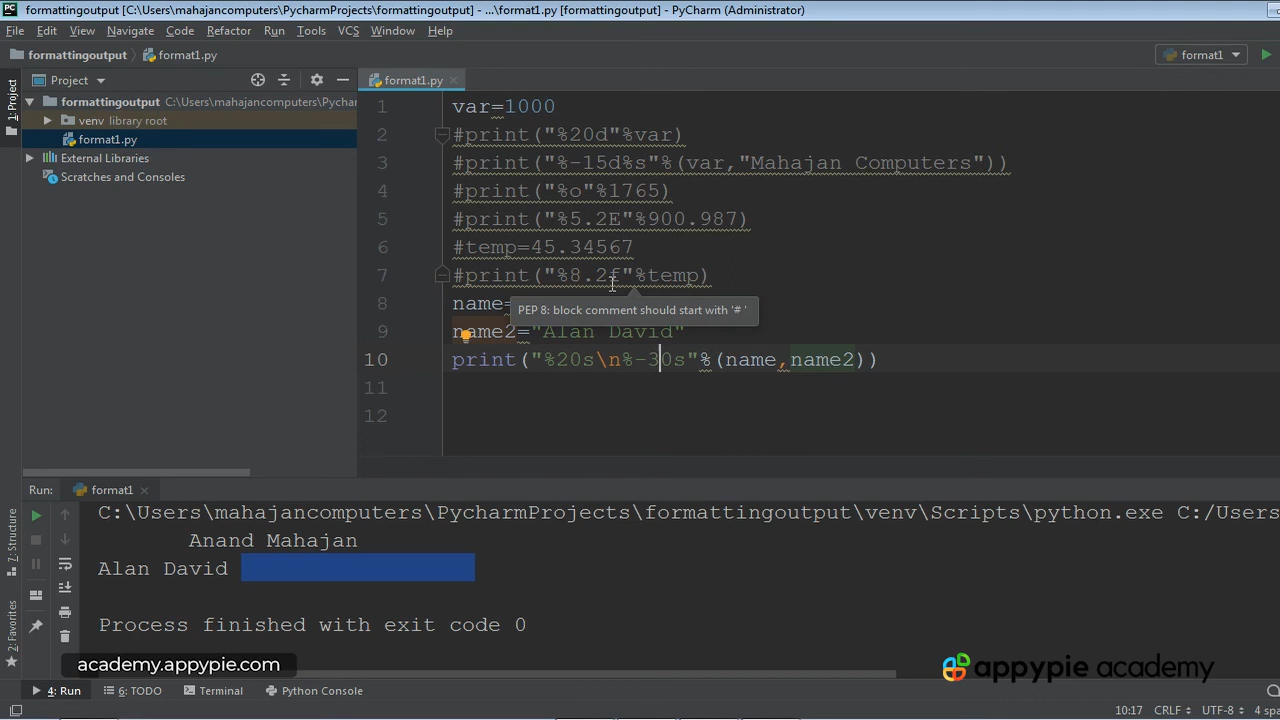 formattingoutput [C:\Users\mahajancomputers\PycharmProjects\formattingoutput] - ...\format1.py [formattingoutput] - PyCharm (Administrator)
File Edit View Navigate Code Refactor Run Tools VCS Window Help
formattingoutput format1.py format1
Project format1.py
1: Project
formattingoutput C:\Users\mahajancomputers\Pychar
venv library root
format1.py
External Libraries
Scratches and Consoles
1 var=1000
2 #print("%20d"%var)
3 #print("%-15d%s"%(var,"Mahajan Computers"))
4 #print("%o"%1765)
5 #print("%5.2E"%900.987)
6 #temp=45.34567
7 #print("%8.2f"%temp)
8 name=
PEP 8: block comment should start with '# '
9 name2="Alan David"
10 print("%20s\n%-30s"%(name,name2))
11
12
Run: format1
C:\Users\mahajancomputers\PycharmProjects\formattingoutput\venv\Scripts\python.exe C:/Users
Anand Mahajan
Alan David
Process finished with exit code 0
7: Structure
2: Favorites
academy.appypie.com
appypie academy
4: Run 6: TODO Terminal Python Console
10:17 CRLF UTF-8 4 spa